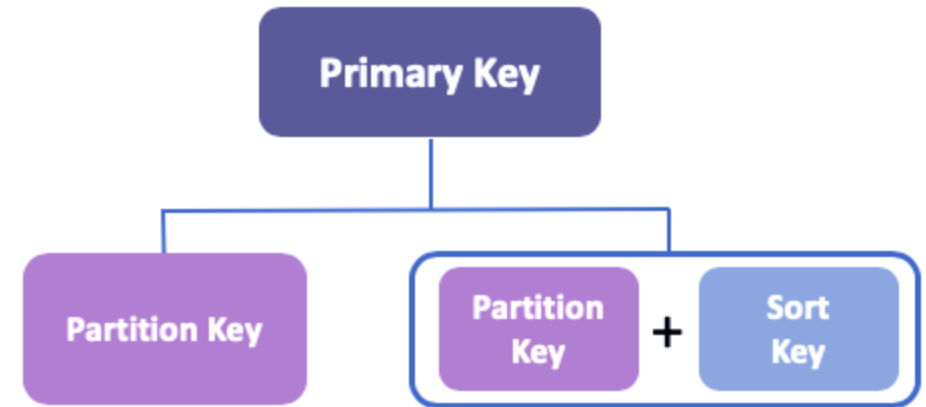 Primary Key
Partition Key
Partition
Key
+
Sort
Key